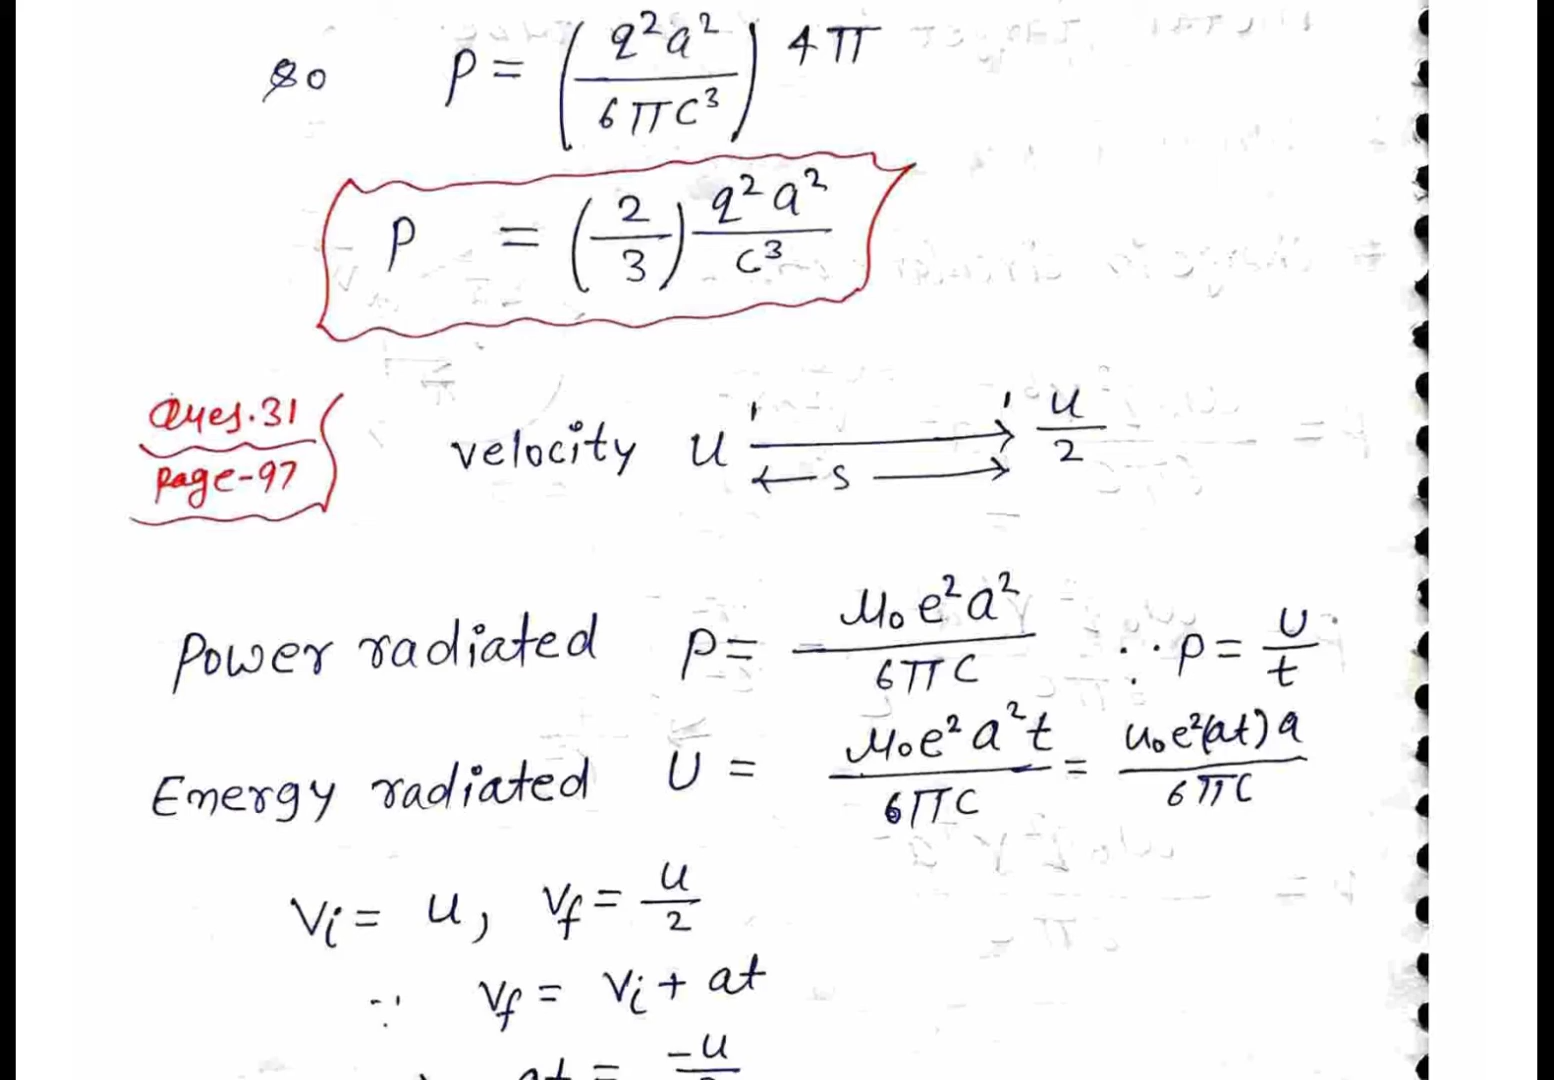 so P = (q²a² / 6πc³) 4π
P = (2/3) q²a² / c³
Ques.31
Page-97
velocity u ⟶ u/2
← s →
Power radiated P = μ₀e²a² / 6πc ∵ P = U/t
Energy radiated U = μ₀e²a²t / 6πc = μ₀e²(at)a / 6πc
Vi = u, Vf = u/2
∵ Vf = Vi + at
at = -u